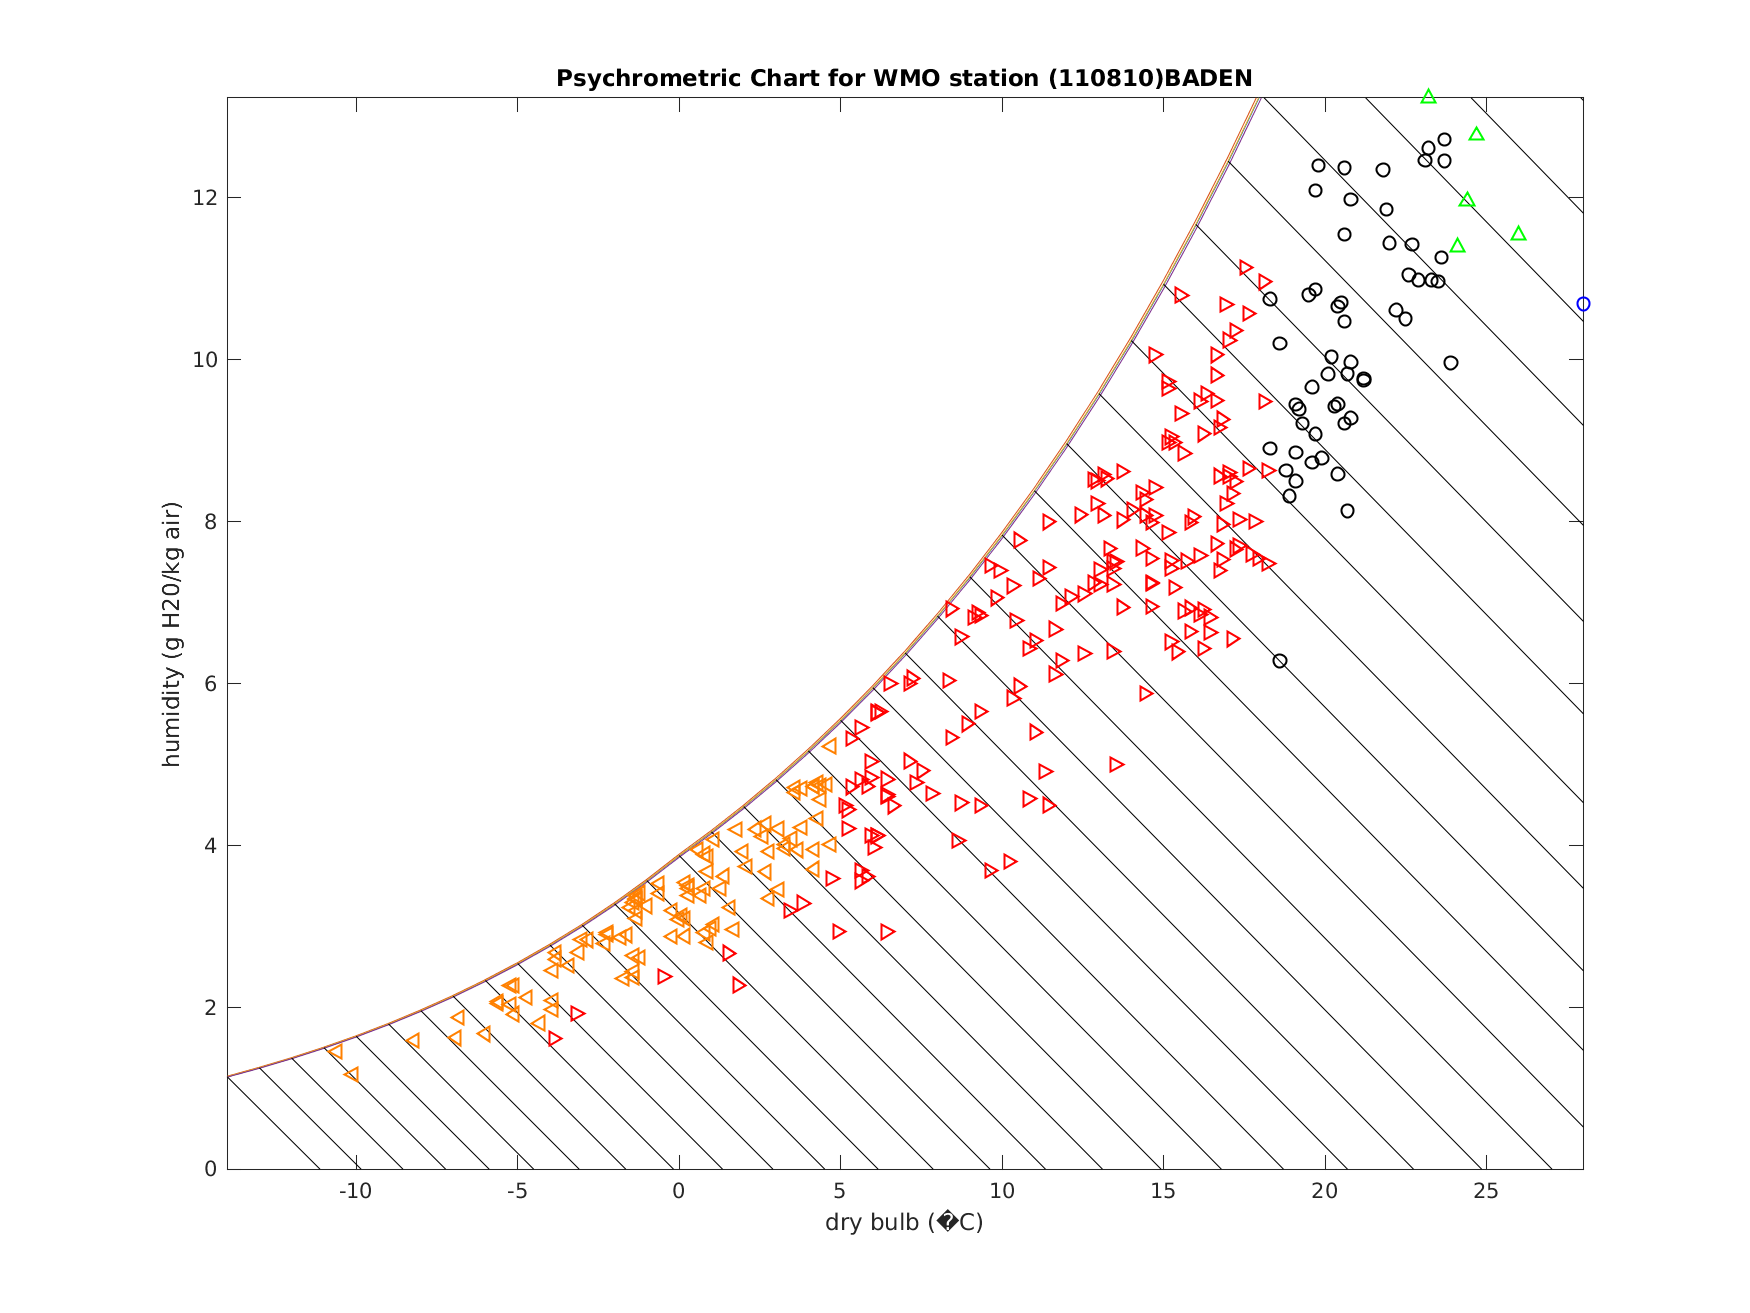 Psychrometric Chart for WMO station (110810)BADEN
humidity (g H20/kg air)
12
10
8
6
4
2
0
-10 -5 0 5 10 15 20 25
dry bulb (�C)